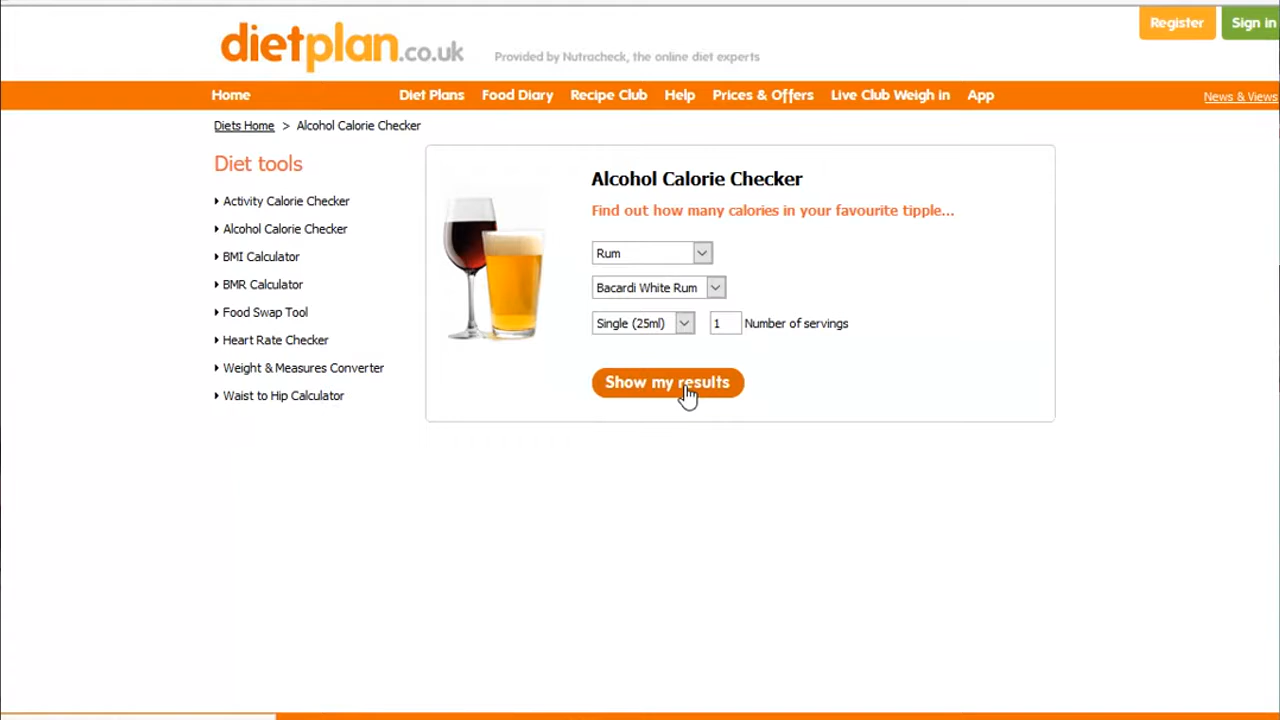 Register
Sign in
dietplan.co.uk
Provided by Nutracheck, the online diet experts
Home
Diet Plans
Food Diary
Recipe Club
Help
Prices & Offers
Live Club Weigh in
App
News & Views
Diets Home > Alcohol Calorie Checker
Diet tools
Activity Calorie Checker
Alcohol Calorie Checker
BMI Calculator
BMR Calculator
Food Swap Tool
Heart Rate Checker
Weight & Measures Converter
Waist to Hip Calculator
Alcohol Calorie Checker
Find out how many calories in your favourite tipple...
Rum
Bacardi White Rum
Single (25ml)
1 Number of servings
Show my results